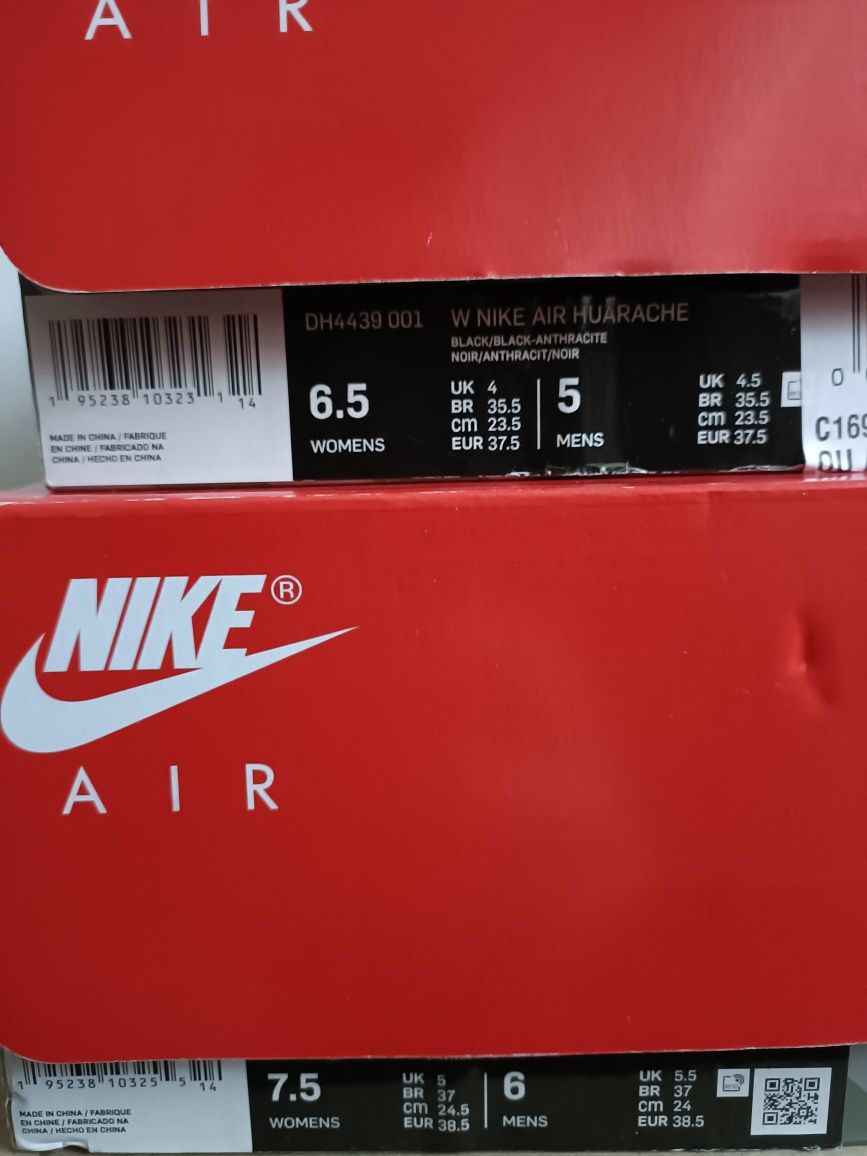 AIR
DH4439 001 W NIKE AIR HUARACHE
BLACK/BLACK-ANTHRACITE
NOIR/ANTHRACIT/NOIR
1 95238 10323 1 14
MADE IN CHINA / FABRIQUE
EN CHINE / FABRICADO NA
CHINA / HECHO EN CHINA
6.5
WOMENS
UK 4
BR 35.5
cm 23.5
EUR 37.5
5
MENS
UK 4.5
BR 35.5
cm 23.5
EUR 37.5
0
C169
NIKE®
AIR
1 95238 10325 5 14
MADE IN CHINA / FABRIQUE
EN CHINE / FABRICADO NA
CHINA / HECHO EN CHINA
7.5
WOMENS
UK 5
BR 37
cm 24.5
EUR 38.5
6
MENS
UK 5.5
BR 37
cm 24
EUR 38.5